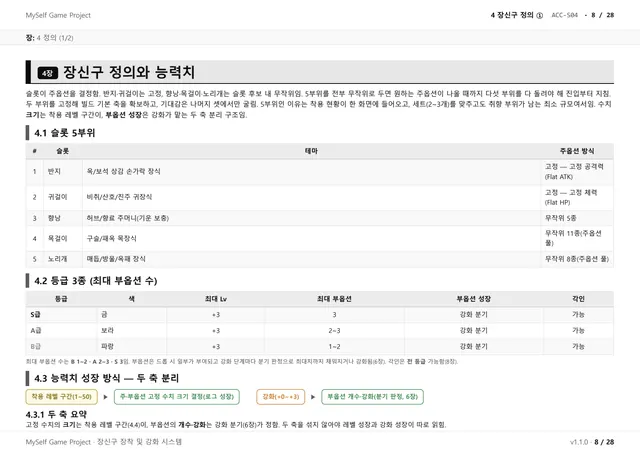 MySelf Game Project
4 장신구 정의 ① ACC-S04 · 8 / 28
장: 4 정의 (1/2)
4장 장신구 정의와 능력치
슬롯이 주옵션을 결정함. 반지·귀걸이는 고정, 향낭·목걸이·노리개는 슬롯 후보 내 무작위임. 5부위를 전부 무작위로 두면 원하는 주옵션이 나올 때까지 다섯 부위를 다 돌려야 해 진입부터 지침.
두 부위를 고정해 빌드 기본 축을 확보하고, 기대감은 나머지 셋에서만 굴림. 5부위인 이유는 착용 현황이 한 화면에 들어오고, 세트(2~3개)를 맞추고도 취향 부위가 남는 최소 규모여서임. 수치
크기는 착용 레벨 구간이, 부옵션 성장은 강화가 맡는 두 축 분리 구조임.
4.1 슬롯 5부위
# 슬롯 테마 주옵션 방식
1 반지 옥/보석 상감 손가락 장식 고정 — 고정 공격력
(Flat ATK)
2 귀걸이 비취/산호/진주 귀장식 고정 — 고정 체력
(Flat HP)
3 향낭 허브/향료 주머니(기운 보충) 무작위 5종
4 목걸이 구슬/패옥 목장식 무작위 11종(주옵션
풀)
5 노리개 매듭/방울/옥패 장식 무작위 8종(주옵션 풀)
4.2 등급 3종 (최대 부옵션 수)
등급 색 최대 Lv 최대 부옵션 부옵션 성장 각인
S급 금 +3 3 강화 분기 가능
A급 보라 +3 2~3 강화 분기 가능
B급 파랑 +3 1~2 강화 분기 가능
최대 부옵션 수는 B 1~2 · A 2~3 · S 3임. 부옵션은 드롭 시 일부가 부여되고 강화 단계마다 분기 판정으로 최대치까지 채워지거나 강화됨(6장). 각인은 전 등급 가능함(9장).
4.3 능력치 성장 방식 — 두 축 분리
착용 레벨 구간(1~50) ▶ 주·부옵션 고정 수치 크기 결정(로그 성장) 강화(+0~+3) ▶ 부옵션 개수·강화(분기 판정, 6장)
4.3.1 두 축 요약
고정 수치의 크기는 착용 레벨 구간(4.4)이, 부옵션의 개수·강화는 강화 분기(6장)가 정함. 두 축을 섞지 않아야 레벨 성장과 강화 성장이 따로 읽힘.
MySelf Game Project · 장신구 장착 및 강화 시스템
v1.1.0 · 8 / 28